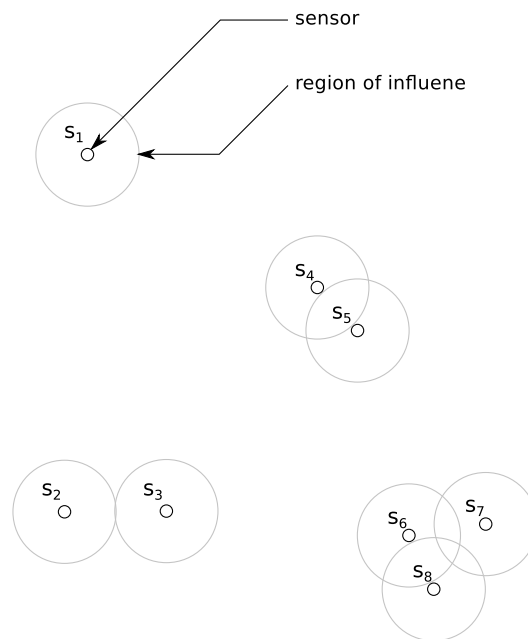 sensor
region of influene
s1
s4
s5
s2
s3
s6
s7
s8